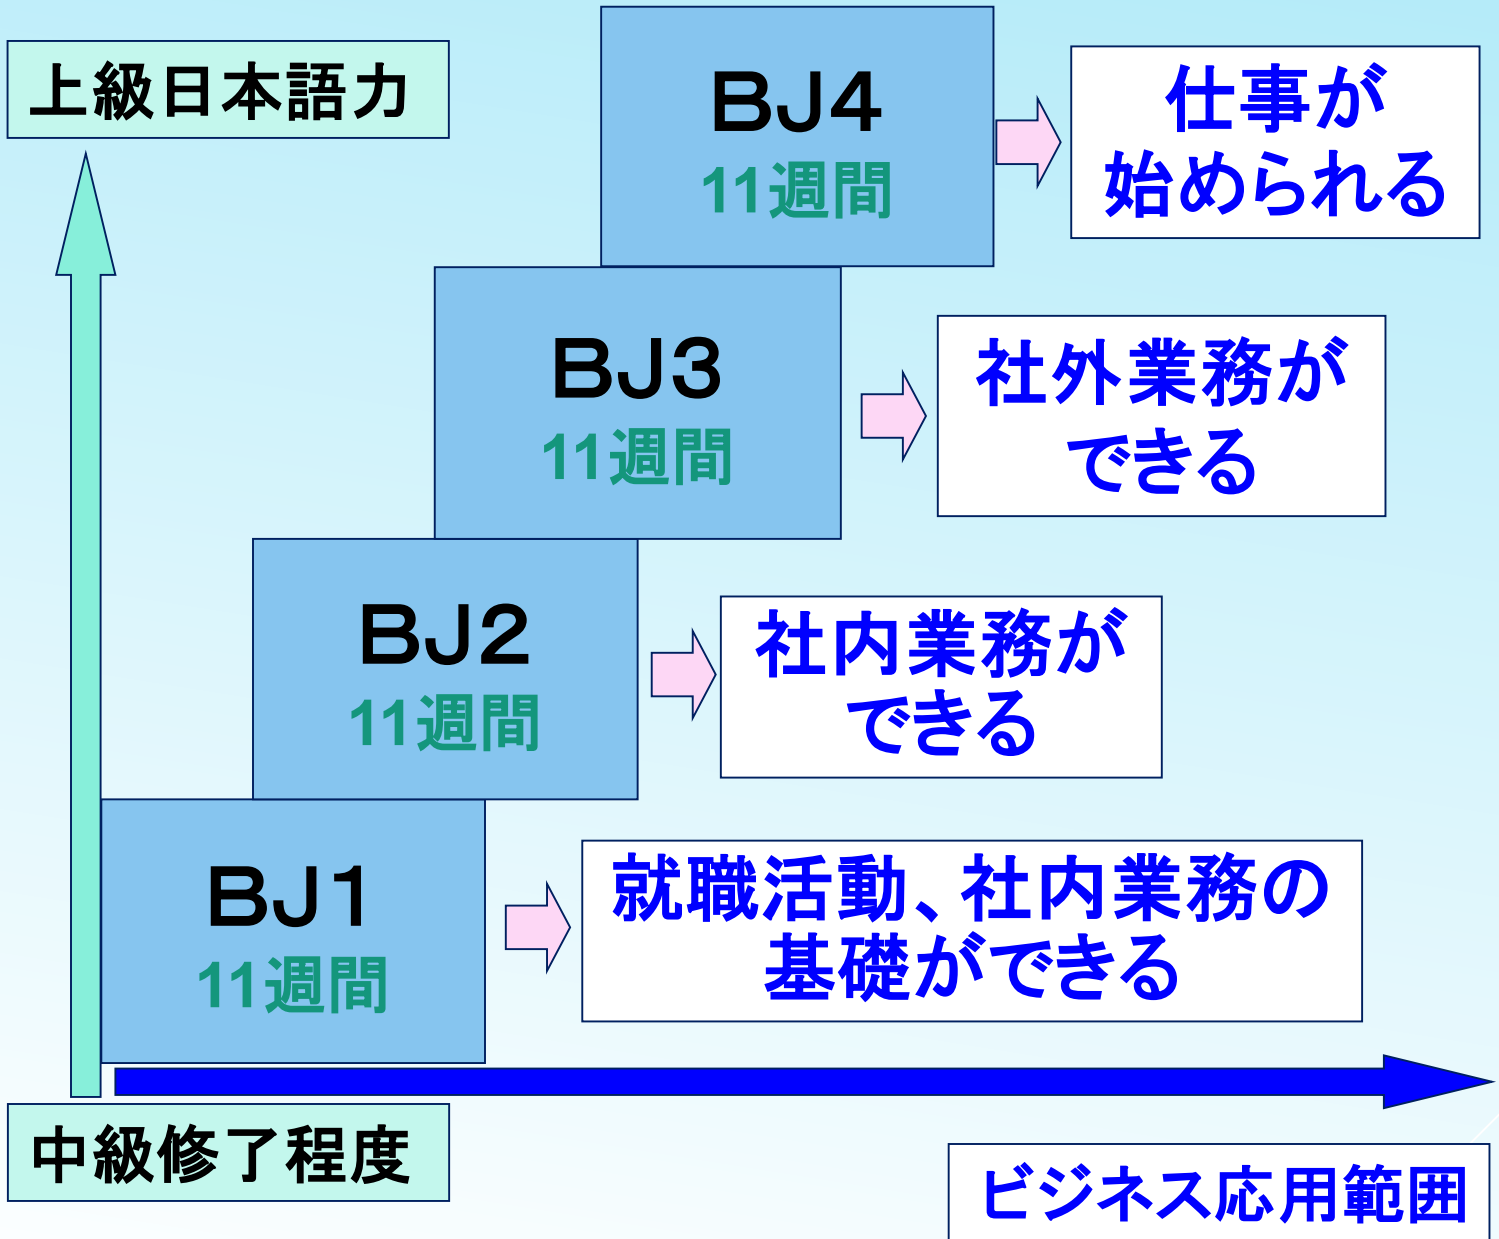 上級日本語力
BJ4
11週間
仕事が
始められる
BJ3
11週間
社外業務が
できる
BJ2
11週間
社内業務が
できる
BJ1
11週間
就職活動、社内業務の
基礎ができる
中級修了程度
ビジネス応用範囲